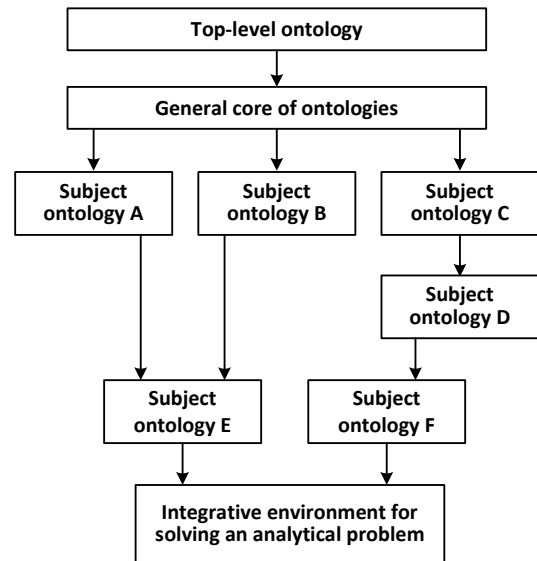 Top-level ontology
General core of ontologies
Subject
ontology A
Subject
ontology B
Subject
ontology C
Subject
ontology D
Subject
ontology E
Subject
ontology F
Integrative environment for
solving an analytical problem